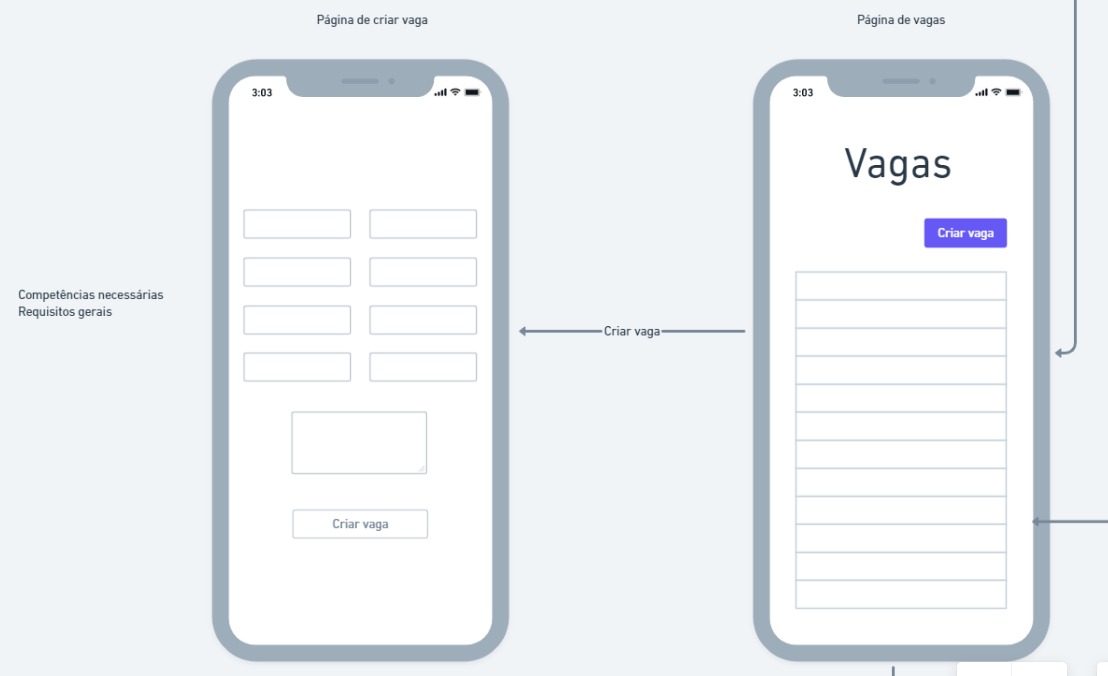 Página de criar vaga
Página de vagas
3:03
3:03
Vagas
Criar vaga
Competências necessárias
Requisitos gerais
Criar vaga
Criar vaga